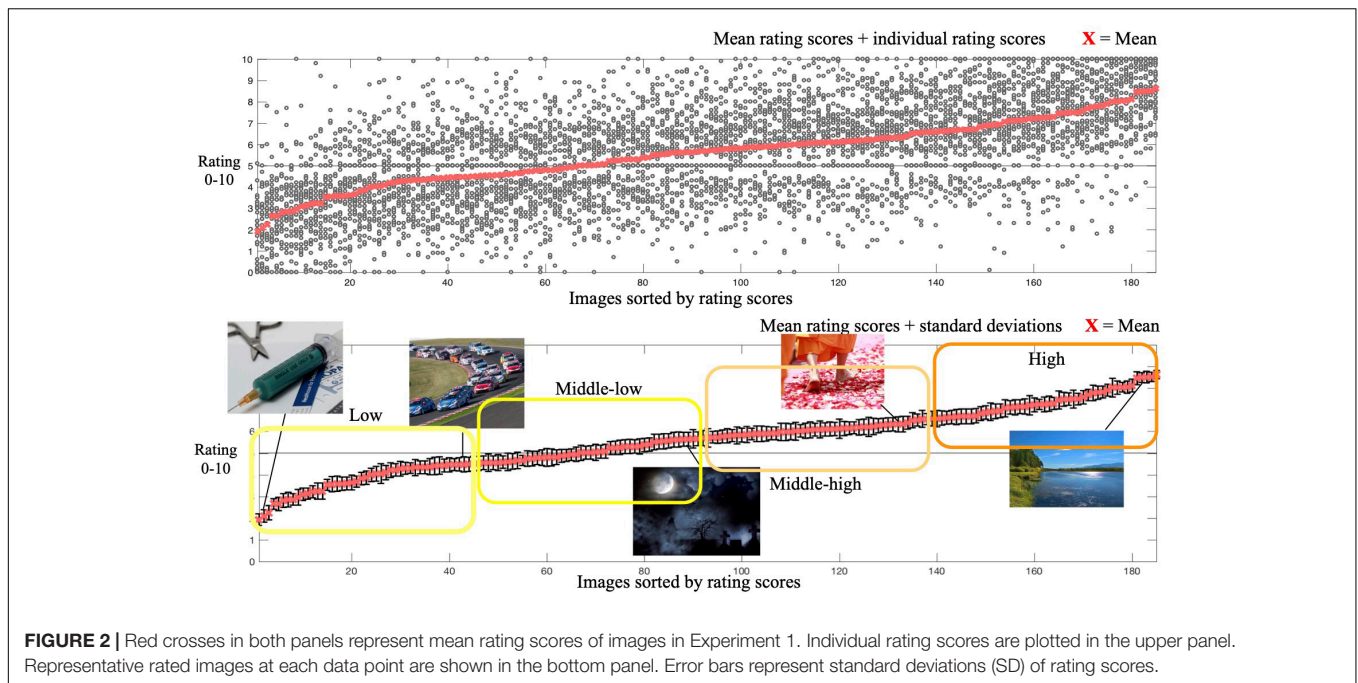 Mean rating scores + individual rating scores X = Mean
10
9
8
7
6
5
4
3
2
1
0
Rating
0-10
20 40 60 80 100 120 140 160 180
Images sorted by rating scores
Mean rating scores + standard deviations X = Mean
Low
Middle-low
Middle-high
High
6
Rating
0-10
1
0
20 40 60 80 100 120 140 160 180
Images sorted by rating scores
FIGURE 2 | Red crosses in both panels represent mean rating scores of images in Experiment 1. Individual rating scores are plotted in the upper panel.
Representative rated images at each data point are shown in the bottom panel. Error bars represent standard deviations (SD) of rating scores.